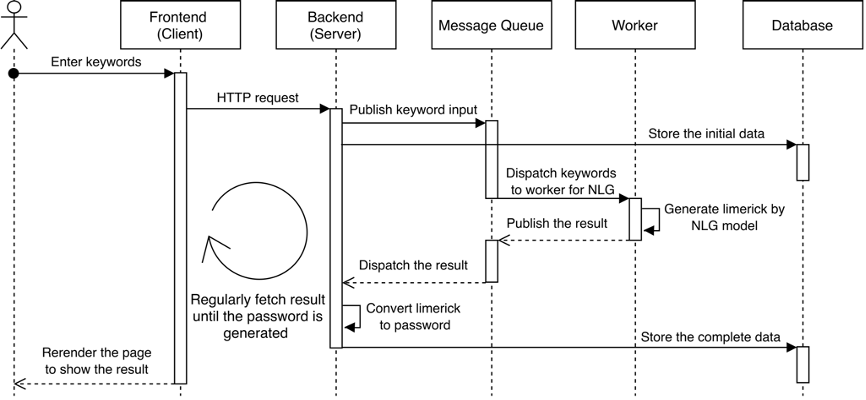 Frontend
(Client)
Backend
(Server)
Message Queue
Worker
Database
Enter keywords
HTTP request
Publish keyword input
Store the initial data
Dispatch keywords
to worker for NLG
Generate limerick by
NLG model
Publish the result
Dispatch the result
Regularly fetch result
until the password is
generated
Convert limerick
to password
Store the complete data
Rerender the page
to show the result